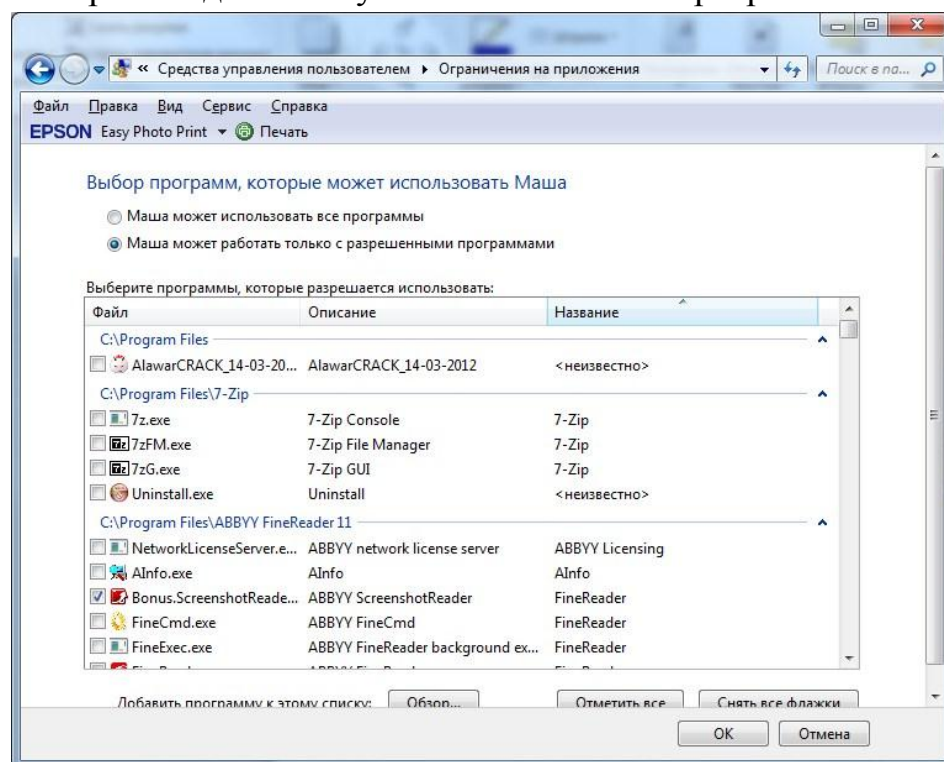 « Средства управления пользователем ▸ Ограничения на приложения Поиск в па...
Файл Правка Вид Сервис Справка
EPSON Easy Photo Print Печать
Выбор программ, которые может использовать Маша
Маша может использовать все программы
Маша может работать только с разрешенными программами
Выберите программы, которые разрешается использовать:
Файл Описание Название
C:\Program Files
AlawarCRACK_14-03-20... AlawarCRACK_14-03-2012 <неизвестно>
C:\Program Files\7-Zip
7z.exe 7-Zip Console 7-Zip
7zFM.exe 7-Zip File Manager 7-Zip
7zG.exe 7-Zip GUI 7-Zip
Uninstall.exe Uninstall <неизвестно>
C:\Program Files\ABBYY FineReader 11
NetworkLicenseServer.e... ABBYY network license server ABBYY Licensing
AInfo.exe AInfo AInfo
Bonus.ScreenshotReade... ABBYY ScreenshotReader FineReader
FineCmd.exe ABBYY FineCmd FineReader
FineExec.exe ABBYY FineReader background ex... FineReader
Добавить программу к этому списку: Обзор... Отметить все Снять все флажки
ОК Отмена